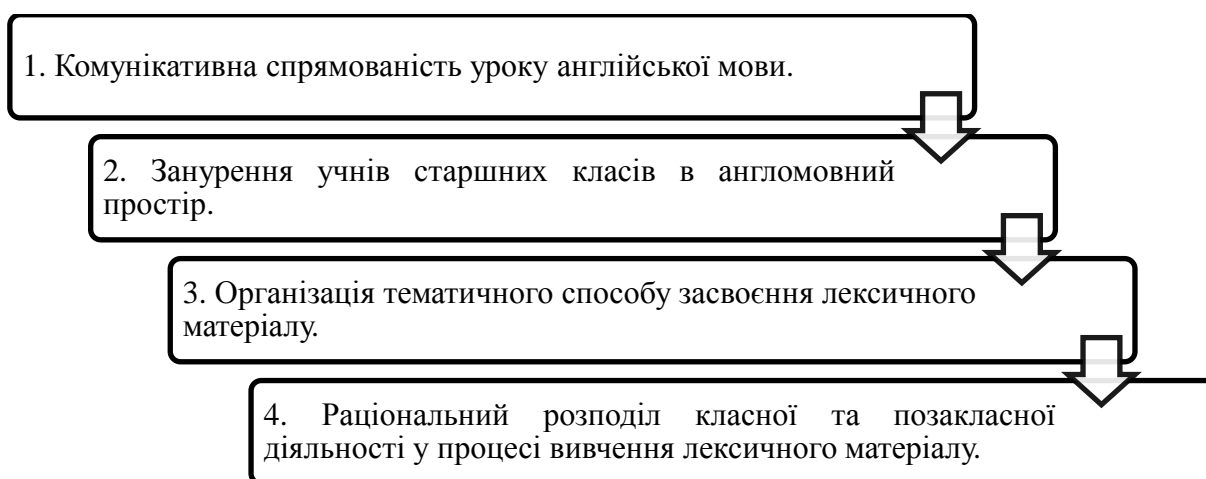 1. Комунікативна спрямованість уроку англійської мови.
2. Занурення учнів старшних класів в англомовний
простір.
3. Організація тематичного способу засвоєння лексичного
матеріалу.
4. Раціональний розподіл класної та позакласної
діяльності у процесі вивчення лексичного матеріалу.